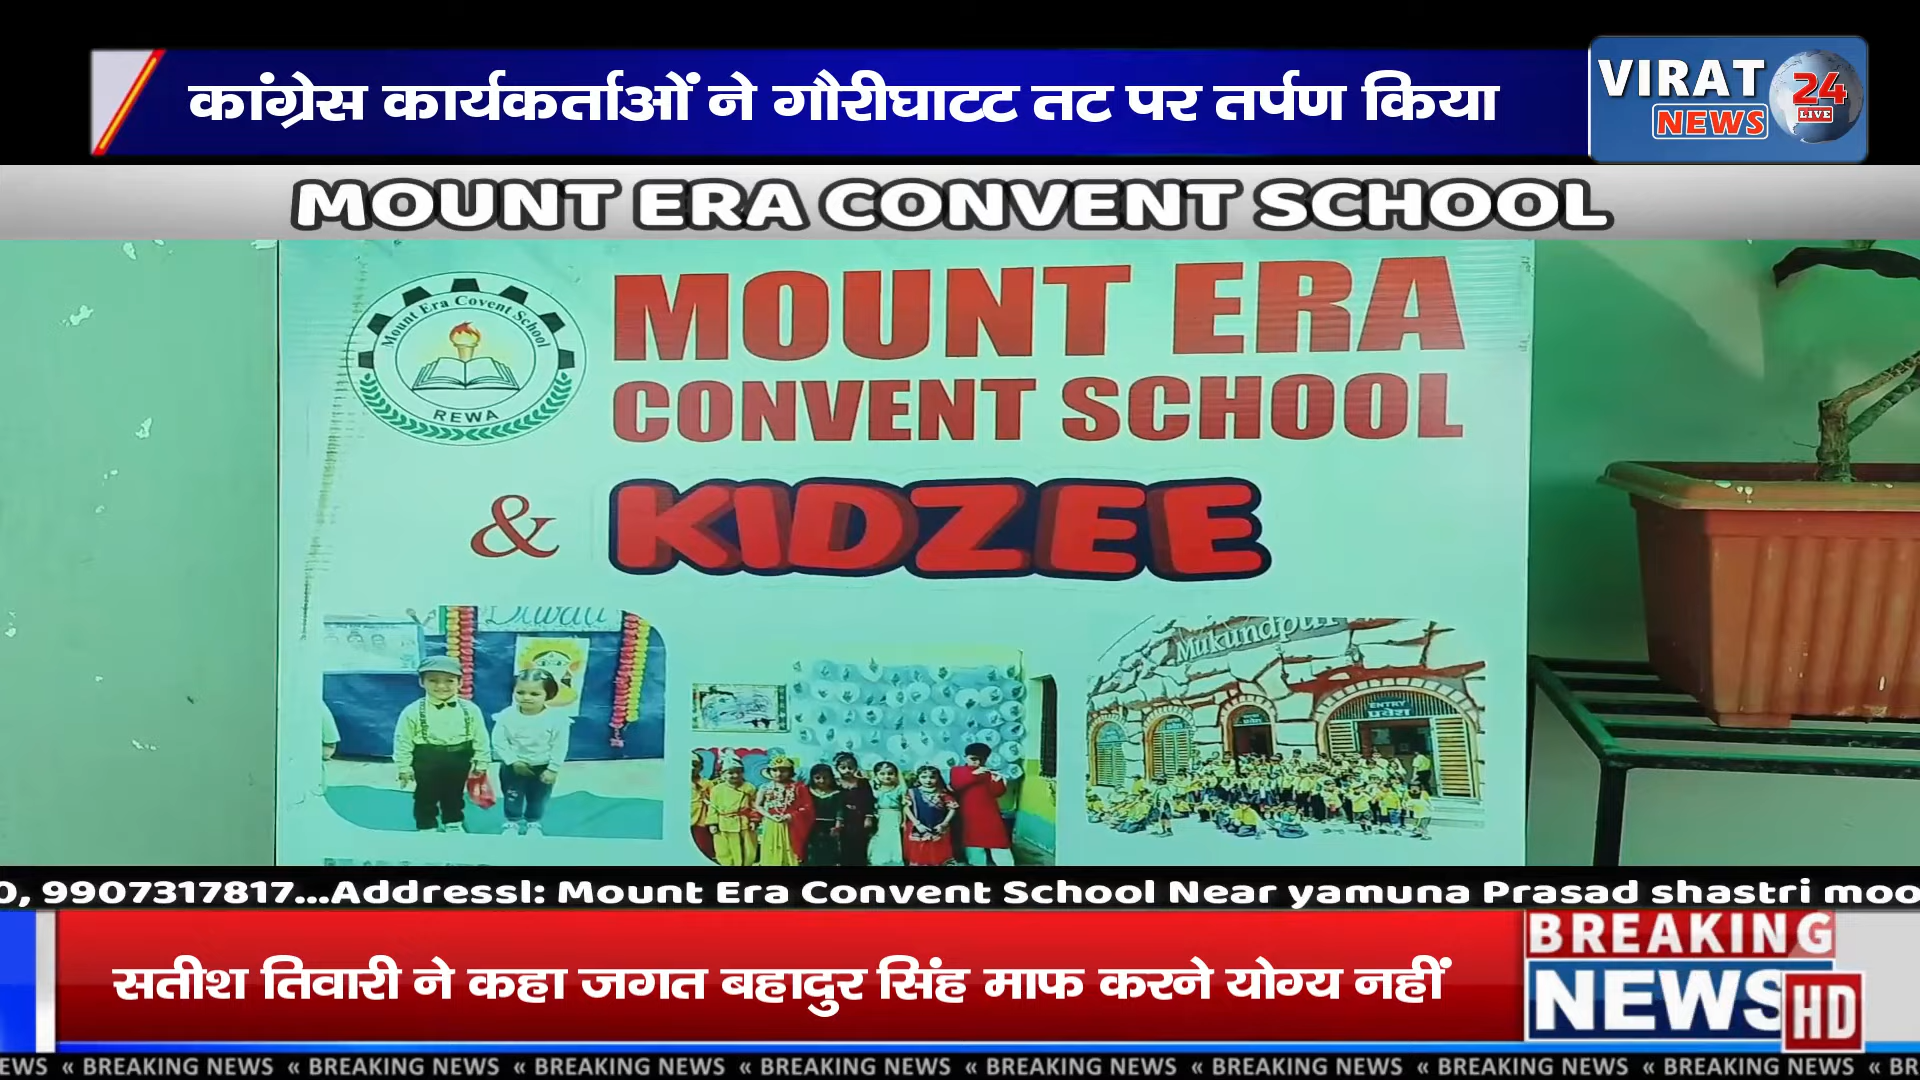 कांग्रेस कार्यकर्ताओं ने गौरीघाटट तट पर तर्पण किया
VIRAT
NEWS
24
LIVE
MOUNT ERA CONVENT SCHOOL
Mount Era Covent School
REWA
MOUNT ERA
CONVENT SCHOOL
& KIDZEE
Diwali
Mukundpur
ENTRY
प्रवेश
0, 9907317817...Addressl: Mount Era Convent School Near yamuna Prasad shastri moo
सतीश तिवारी ने कहा जगत बहादुर सिंह माफ करने योग्य नहीं
BREAKING
NEWS
HD
EWS « BREAKING NEWS « BREAKING NEWS « BREAKING NEWS « BREAKING NEWS « BREAKING NEWS « BREAKING NEWS « BREAKING NEWS « BREAKING NEWS « BR